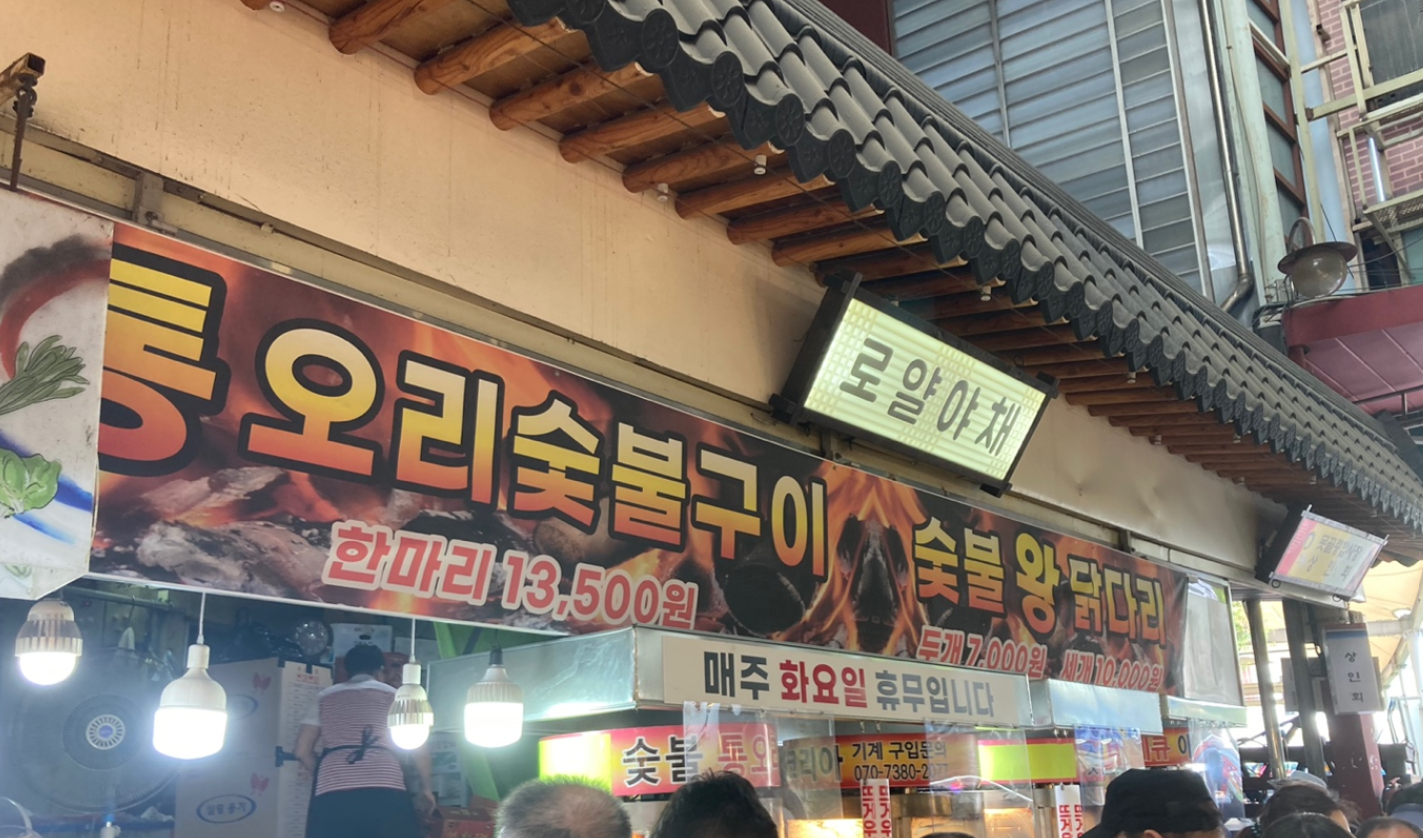 통오리숯불구이
한마리 13,500원
로얄야채
숯불 왕 닭다리
두개 7,000원 세개 10,000원
매주 화요일 휴무입니다
숯불 통오
기계 구입문의
상인회